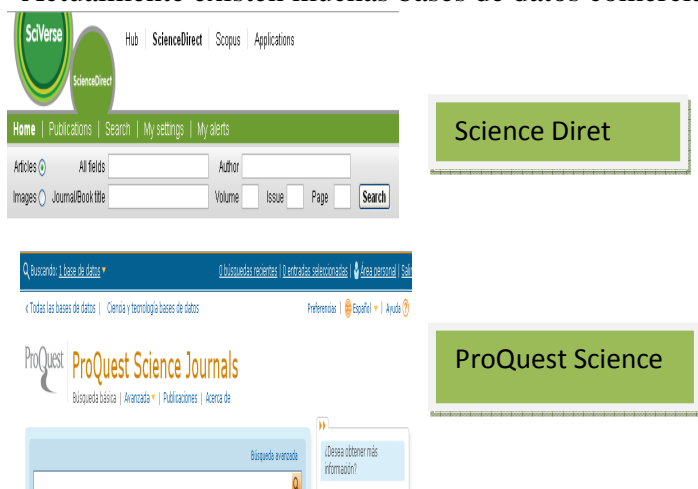 Actualmente existen muchas bases de datos comercia
SciVerse
ScienceDirect
Hub | ScienceDirect | Scopus | Applications
Home | Publications | Search | My settings | My alerts
Articles All fields Author
Images Journal/Book title Volume Issue Page Search
Science Diret
Buscando: 1 base de datos 0 búsquedas recientes | 0 entradas seleccionadas | Área personal | Sali
< Todas las bases de datos | Ciencia y tecnología bases de datos Preferencias | Español | Ayuda ?
ProQuest
ProQuest Science Journals
Búsqueda básica | Avanzada | Publicaciones | Acerca de
ProQuest Science
Búsqueda avanzada
¿Desea obtener más
información?